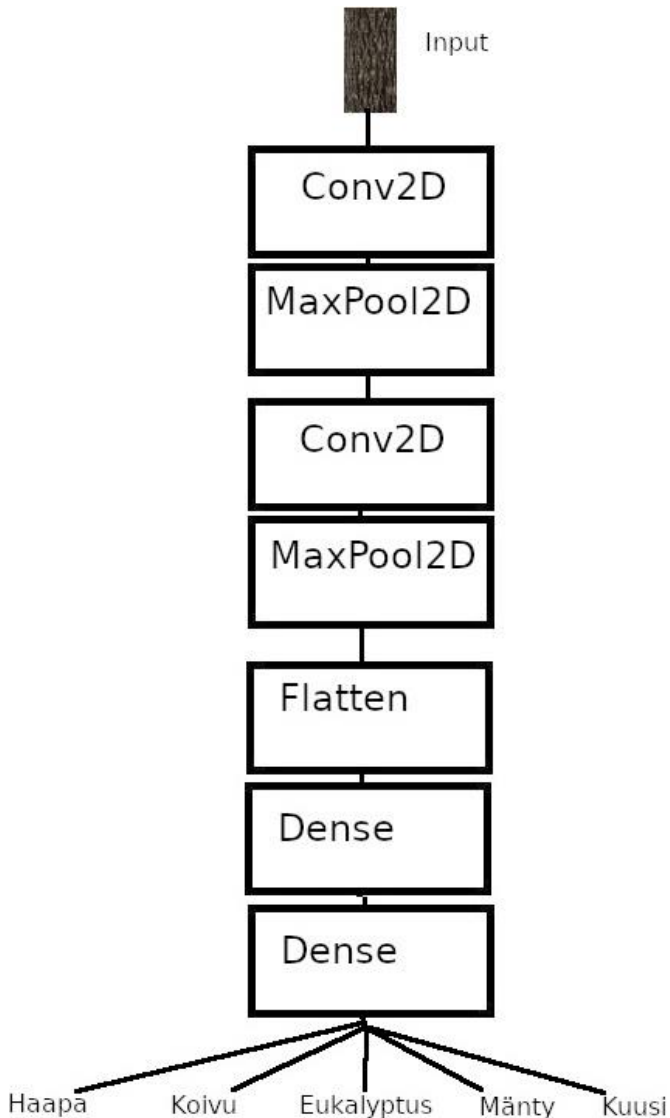 Input
Conv2D
MaxPool2D
Conv2D
MaxPool2D
Flatten
Dense
Dense
Haapa Koivu Eukalyptus Mänty Kuusi